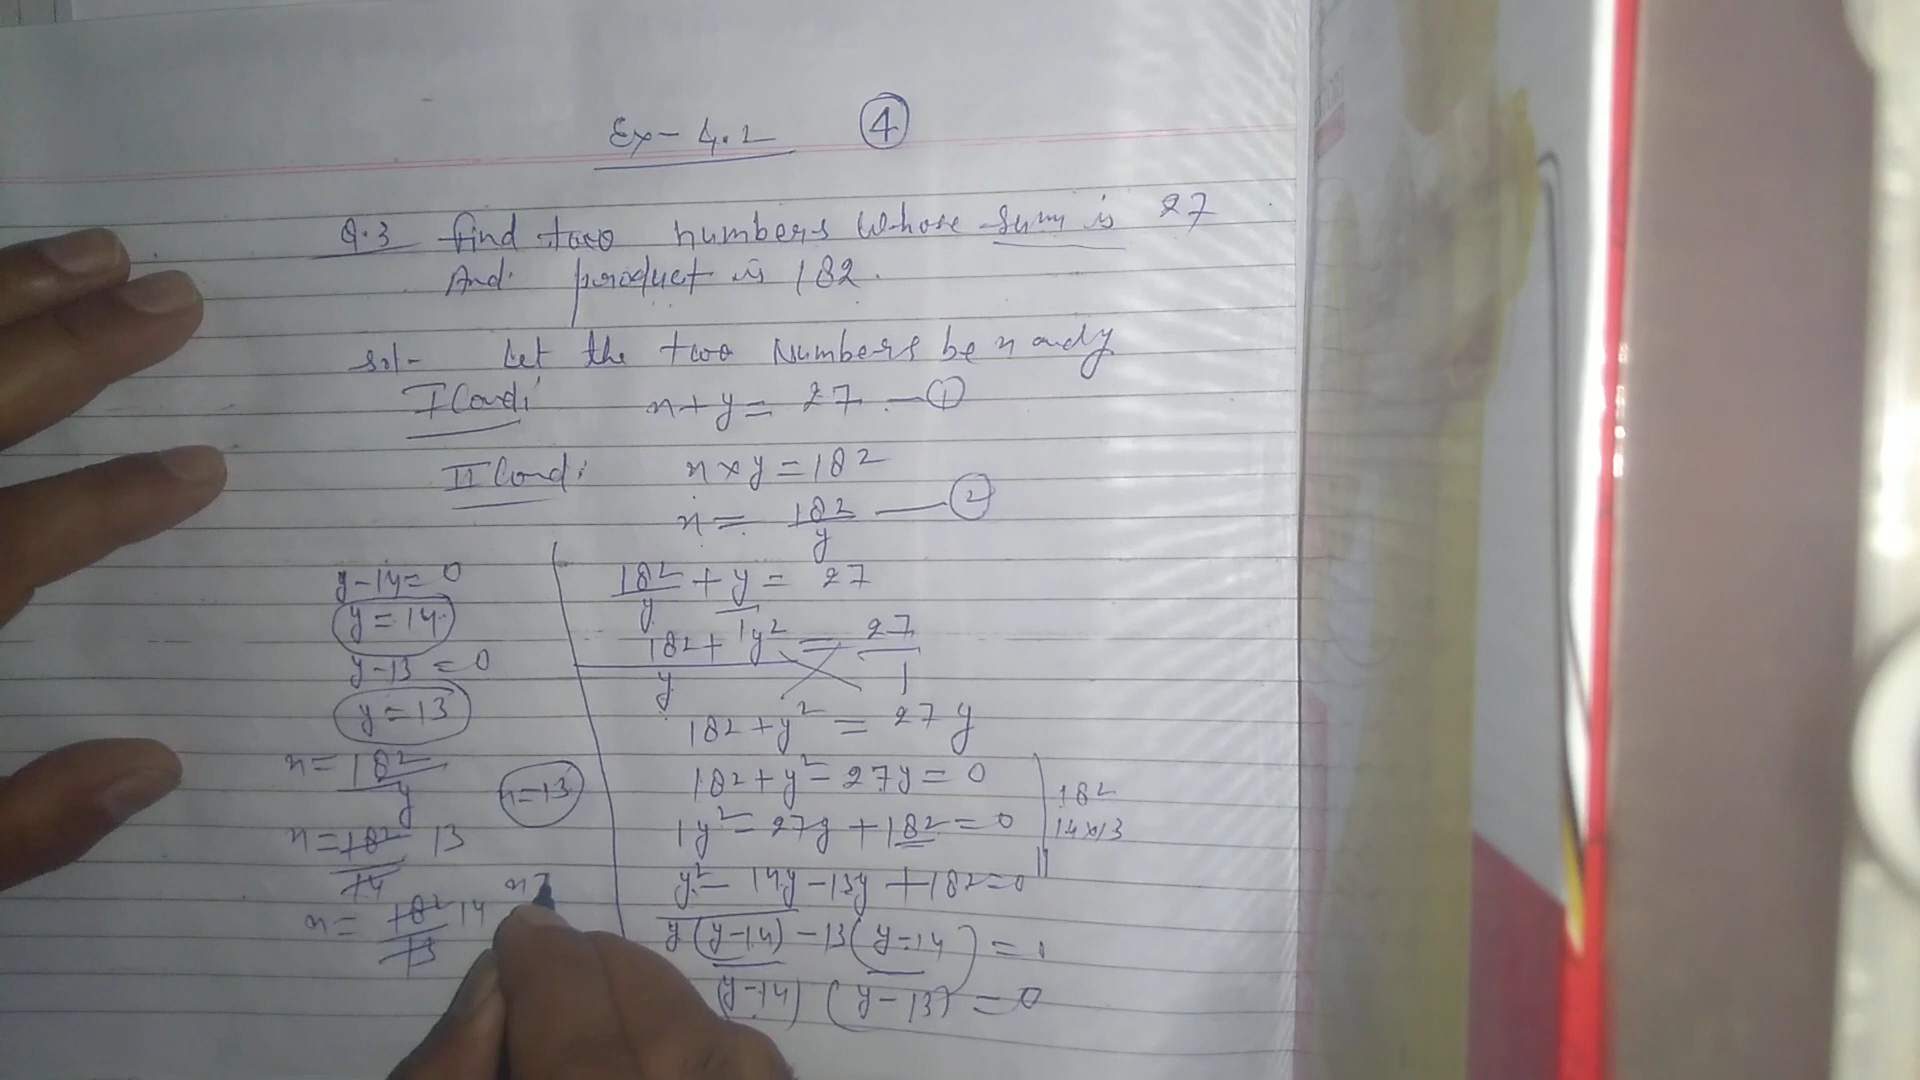 Ex- 4.2 ④
Q.3 find two numbers whose sum is 27
And product is 182.
Sol- Let the two numbers be x and y
I Condi x+y = 27 —①
II Cond: x × y = 182
x = 182/y —②
182/y + y = 27
182+1y²/y = 27/1
182+y² = 27y
182+y²-27y=0
1y²-27y+182=0
182
14×13
y²-14y-13y+182=0
y(y-14)-13(y-14)=
(y-14)(y-13)=0
y-14=0
y=14
y-13=0
y=13
x=182/y
x=182/14 13
x=13
x=182/13 14
x=